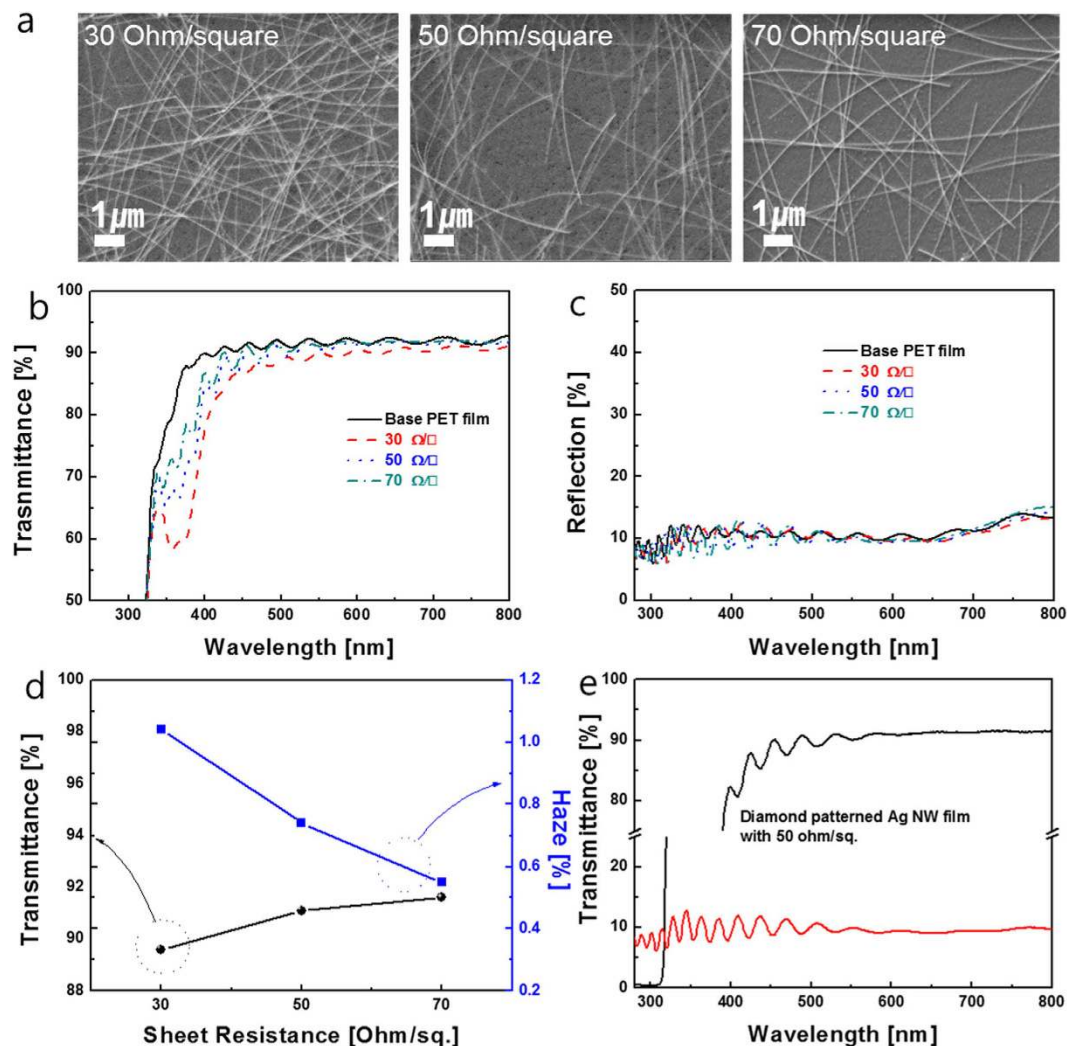 a
30 Ohm/square
50 Ohm/square
70 Ohm/square
1㎛
1㎛
1㎛
b
Trasnmittance [%]
100
90
80
70
60
50
Base PET film
30 Ω/□
50 Ω/□
70 Ω/□
300 400 500 600 700 800
Wavelength [nm]
c
Reflection [%]
50
40
30
20
10
0
Base PET film
30 Ω/□
50 Ω/□
70 Ω/□
300 400 500 600 700 800
Wavelength [nm]
d
Transmittance [%]
100
98
96
94
92
90
88
1.2
1.0
0.8
0.6
0.4
0.2
Haze [%]
30 50 70
Sheet Resistance [Ohm/sq.]
e
Transmittance [%]
100
90
80
20
10
0
Diamond patterned Ag NW film
with 50 ohm/sq.
300 400 500 600 700 800
Wavelength [nm]